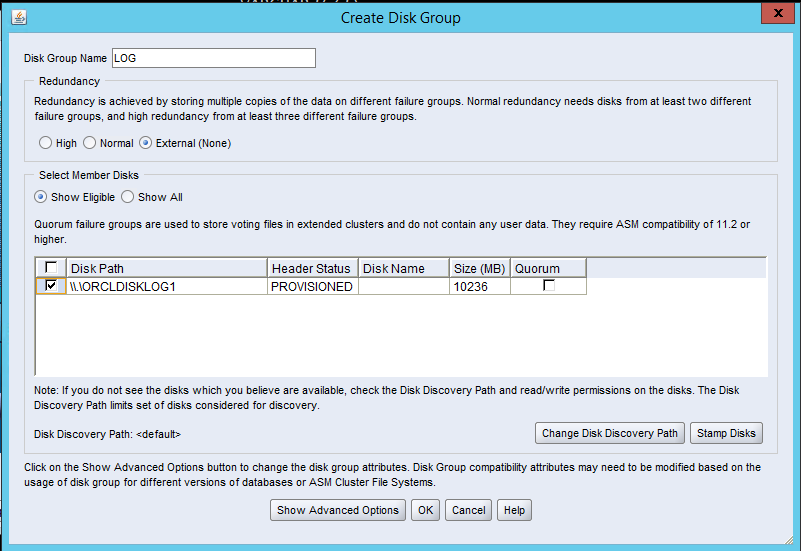 Create Disk Group
x
Disk Group Name LOG
Redundancy
Redundancy is achieved by storing multiple copies of the data on different failure groups. Normal redundancy needs disks from at least two different
failure groups, and high redundancy from at least three different failure groups.
High Normal External (None)
Select Member Disks
Show Eligible Show All
Quorum failure groups are used to store voting files in extended clusters and do not contain any user data. They require ASM compatibility of 11.2 or
higher.
Disk Path Header Status Disk Name Size (MB) Quorum
\\.\ORCLDISKLOG1 PROVISIONED 10236
Note: If you do not see the disks which you believe are available, check the Disk Discovery Path and read/write permissions on the disks. The Disk
Discovery Path limits set of disks considered for discovery.
Disk Discovery Path: <default> Change Disk Discovery Path Stamp Disks
Click on the Show Advanced Options button to change the disk group attributes. Disk Group compatibility attributes may need to be modified based on the
usage of disk group for different versions of databases or ASM Cluster File Systems.
Show Advanced Options OK Cancel Help